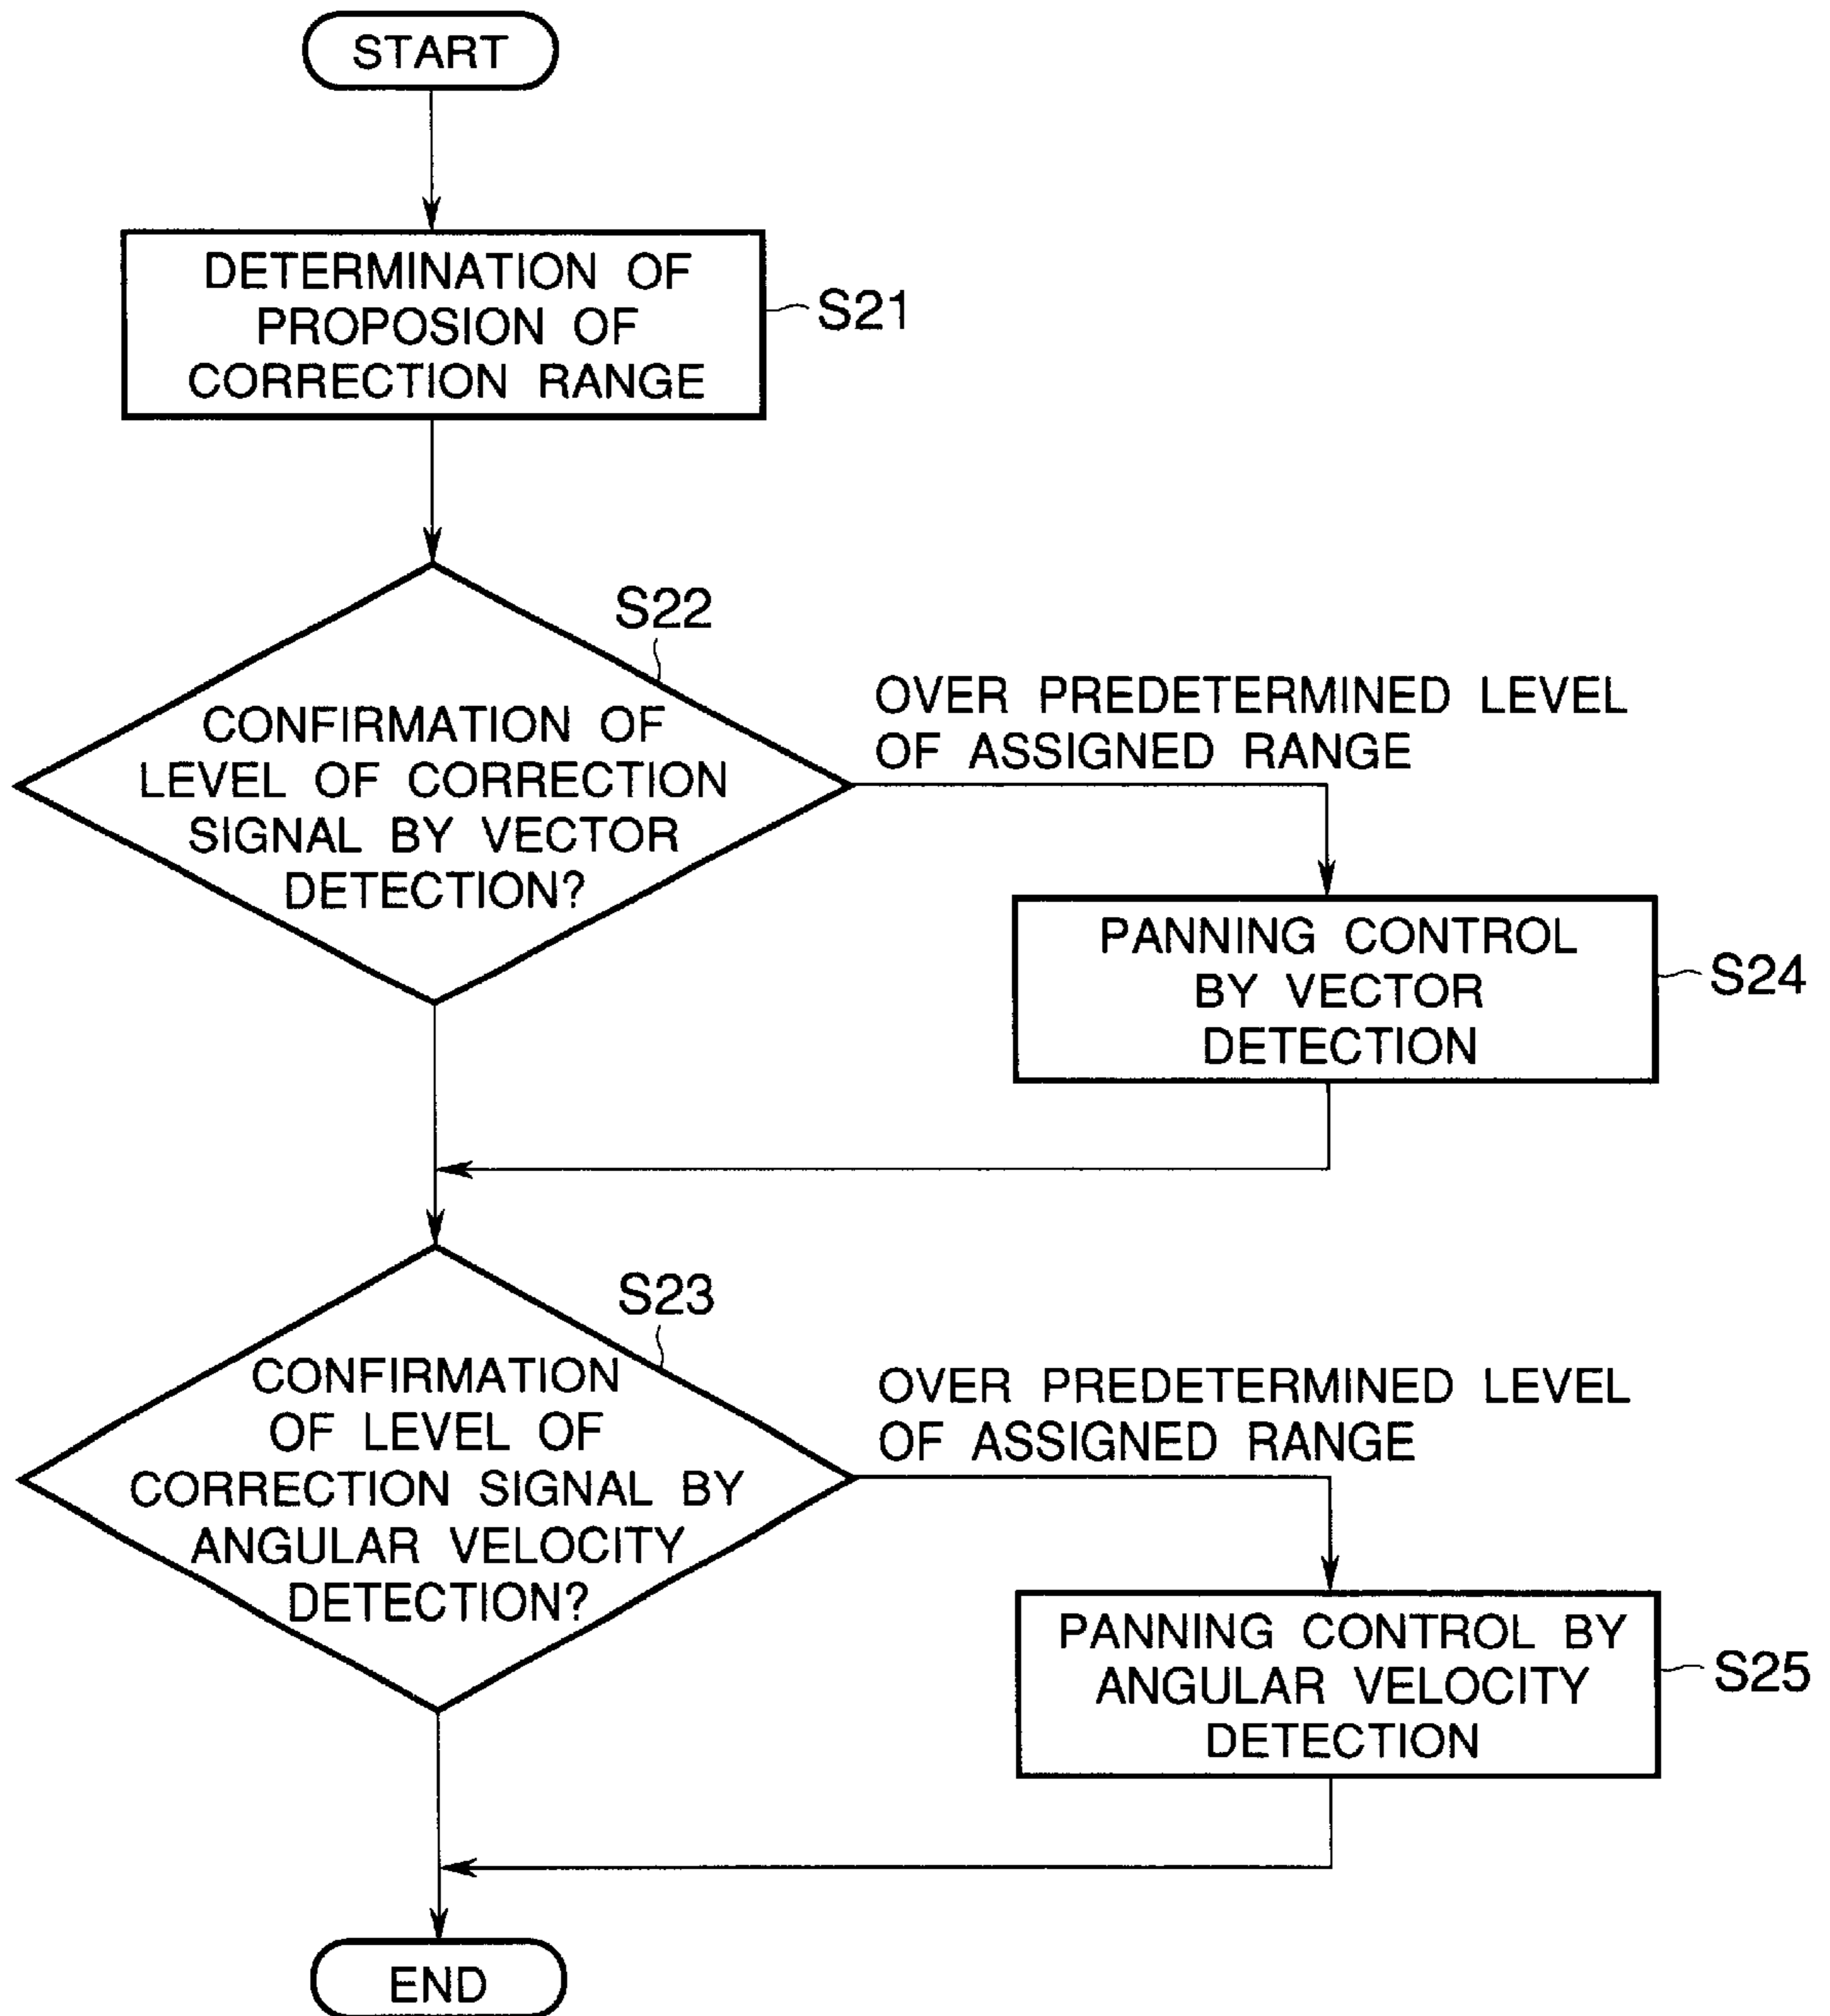 START
DETERMINATION OF
PROPOSION OF
CORRECTION RANGE
S21
S22
CONFIRMATION OF
LEVEL OF CORRECTION
SIGNAL BY VECTOR
DETECTION?
OVER PREDETERMINED LEVEL
OF ASSIGNED RANGE
PANNING CONTROL
BY VECTOR
DETECTION
S24
S23
CONFIRMATION
OF LEVEL OF
CORRECTION SIGNAL BY
ANGULAR VELOCITY
DETECTION?
OVER PREDETERMINED LEVEL
OF ASSIGNED RANGE
PANNING CONTROL BY
ANGULAR VELOCITY
DETECTION
S25
END